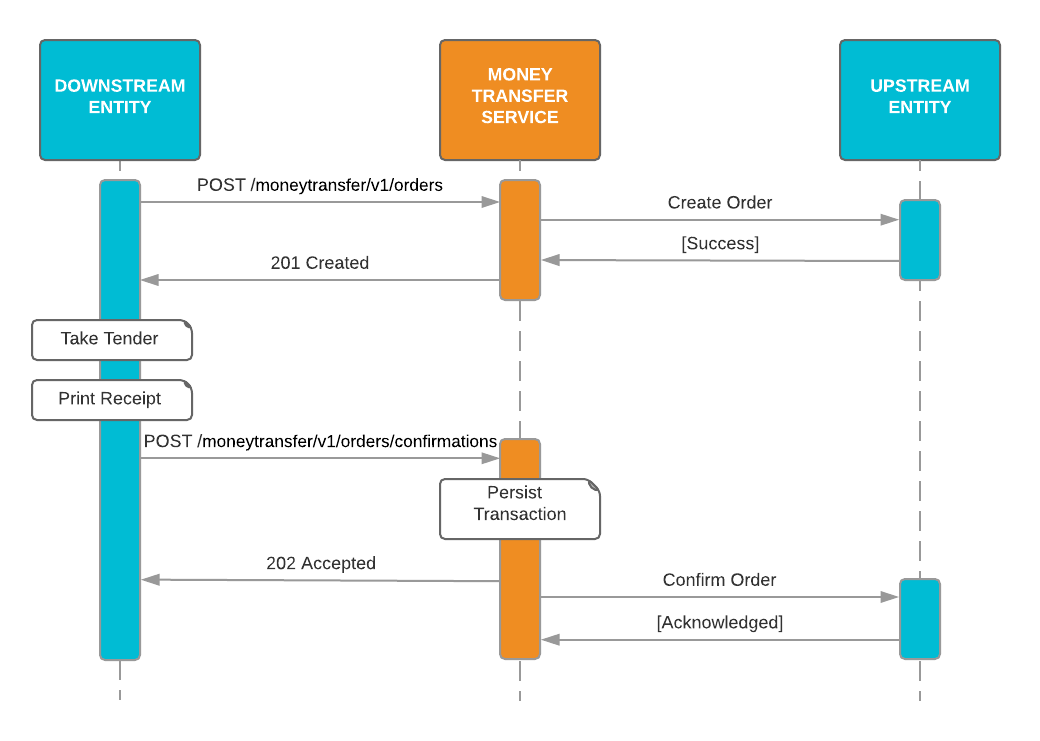 DOWNSTREAM
ENTITY
MONEY
TRANSFER
SERVICE
UPSTREAM
ENTITY
POST /moneytransfer/v1/orders
Create Order
[Success]
201 Created
Take Tender
Print Receipt
POST /moneytransfer/v1/orders/confirmations
Persist
Transaction
202 Accepted
Confirm Order
[Acknowledged]